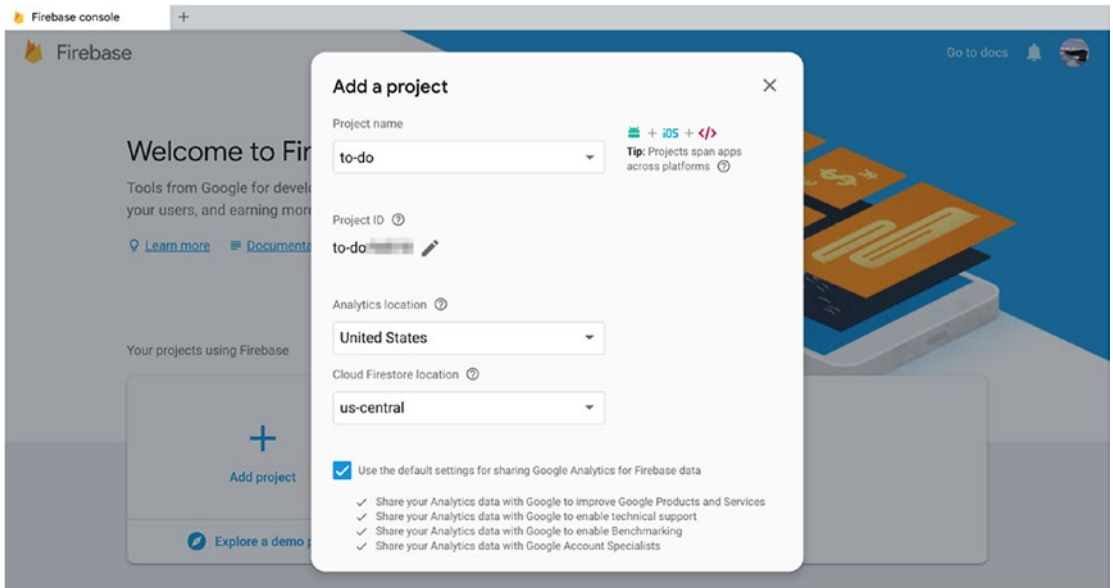 Firebase console
Firebase
Go to docs
Add a project
Project name
to-do
+ iOS +
Tip: Projects span apps
across platforms
Project ID
to-do
Analytics location
United States
Cloud Firestore location
us-central
Use the default settings for sharing Google Analytics for Firebase data
Share your Analytics data with Google to improve Google Products and Services
Share your Analytics data with Google to enable technical support
Share your Analytics data with Google to enable Benchmarking
Share your Analytics data with Google Account Specialists
Welcome to Fir
Tools from Google for develo
your users, and earning more
Learn more
Documenta
Your projects using Firebase
Add project
Explore a demo p